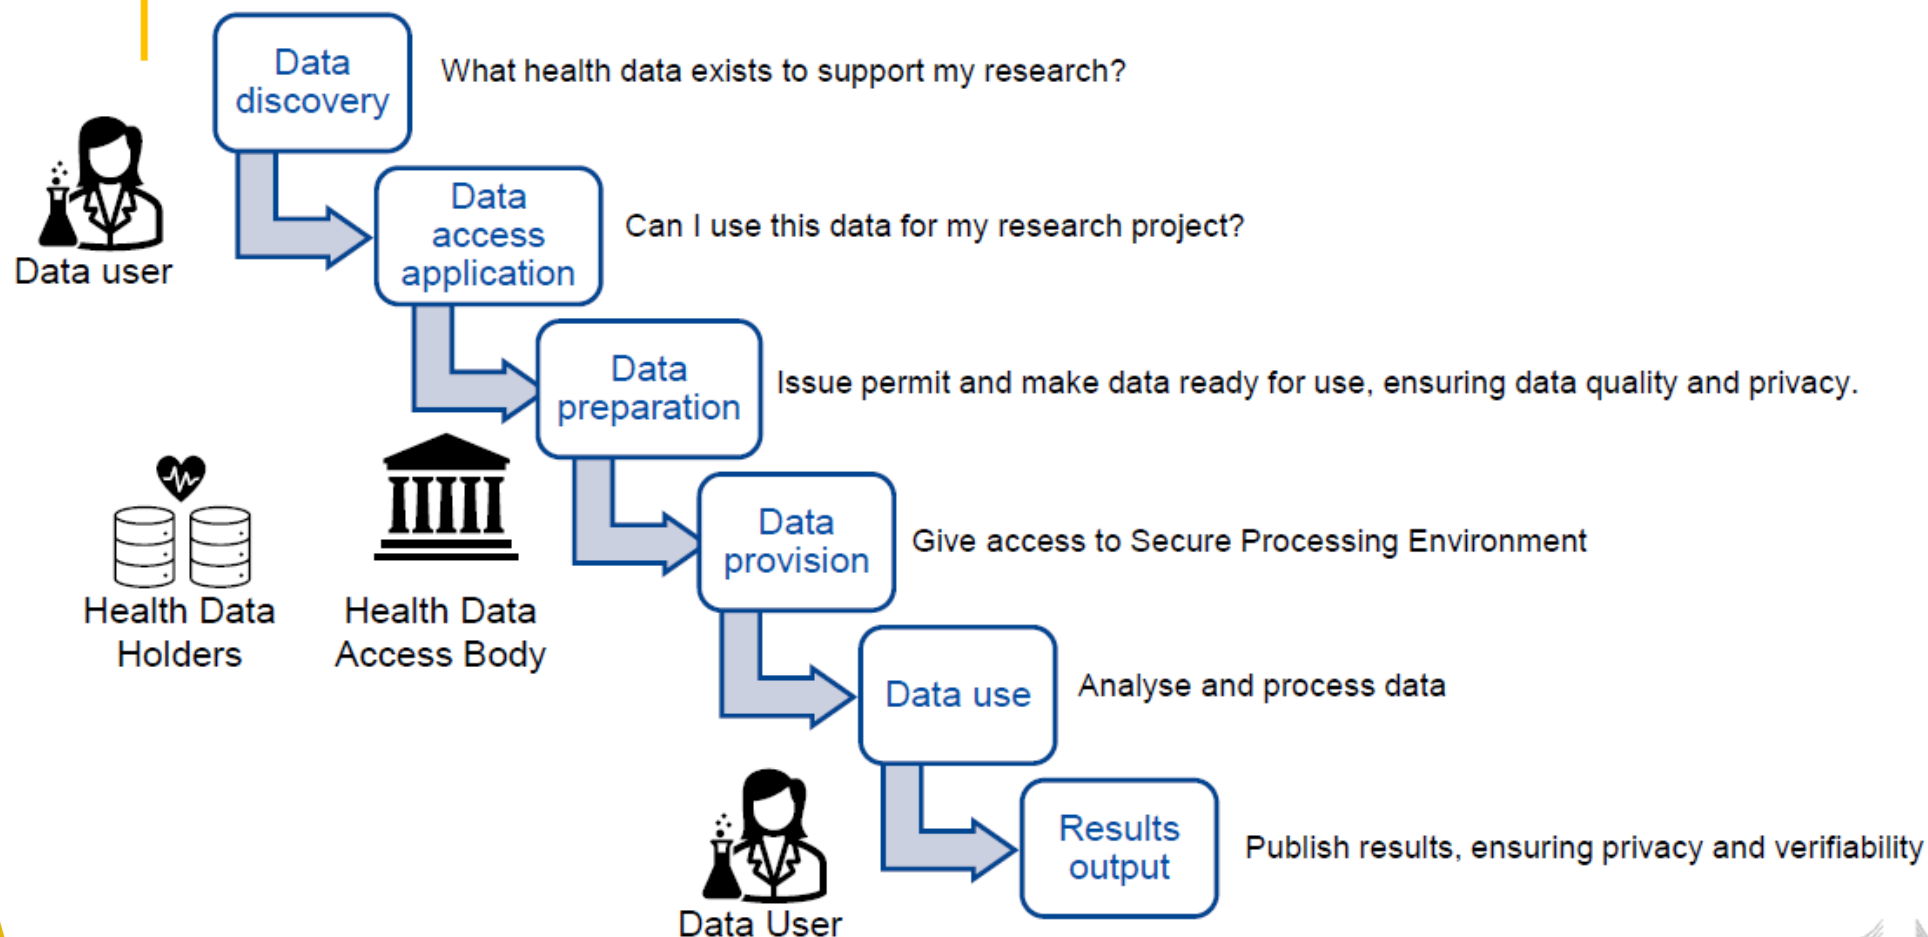 Data
discovery
What health data exists to support my research?
Data user
Data
access
application
Can I use this data for my research project?
Data
preparation
Issue permit and make data ready for use, ensuring data quality and privacy.
Health Data
Holders
Health Data
Access Body
Data
provision
Give access to Secure Processing Environment
Data use
Analyse and process data
Data User
Results
output
Publish results, ensuring privacy and verifiability